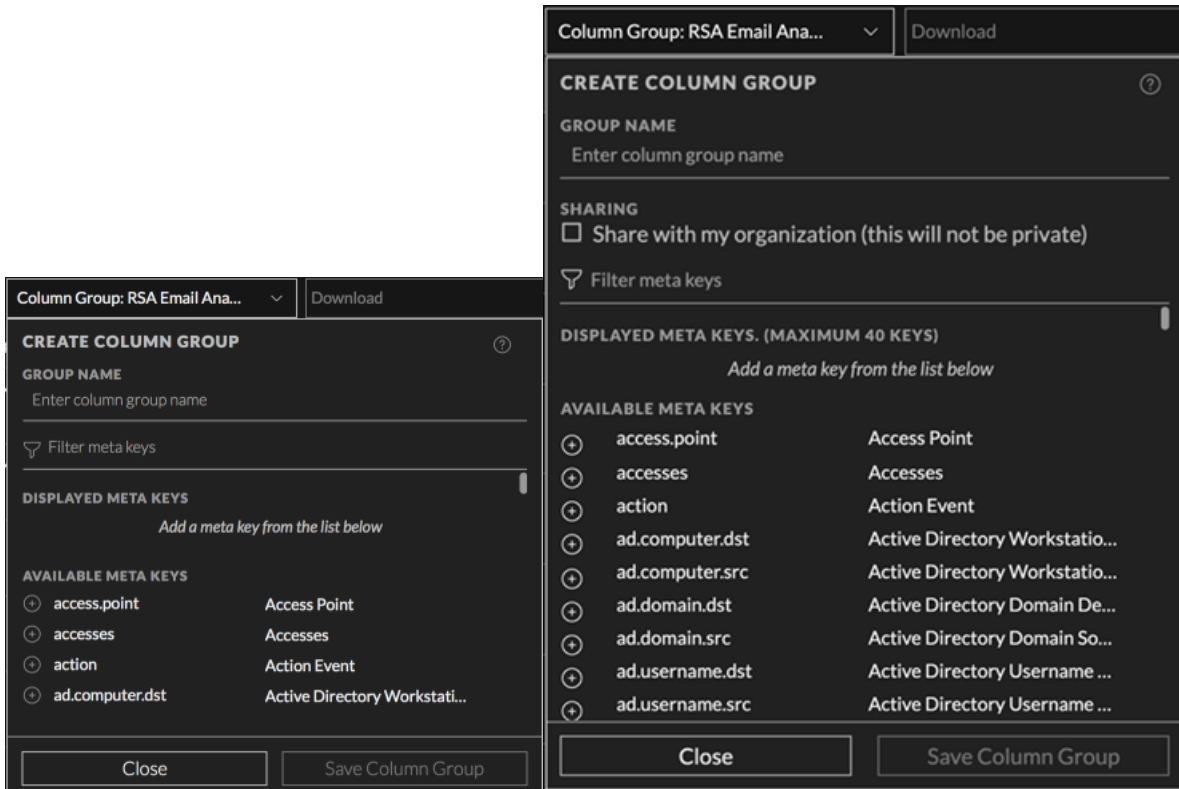 Column Group: RSA Email Ana... Download
CREATE COLUMN GROUP
GROUP NAME
Enter column group name
Filter meta keys
DISPLAYED META KEYS
Add a meta key from the list below
AVAILABLE META KEYS
access.point Access Point
accesses Accesses
action Action Event
ad.computer.dst Active Directory Workstati...
Close Save Column Group
Column Group: RSA Email Ana... Download
CREATE COLUMN GROUP
GROUP NAME
Enter column group name
SHARING
Share with my organization (this will not be private)
Filter meta keys
DISPLAYED META KEYS. (MAXIMUM 40 KEYS)
Add a meta key from the list below
AVAILABLE META KEYS
access.point Access Point
accesses Accesses
action Action Event
ad.computer.dst Active Directory Workstatio...
ad.computer.src Active Directory Workstatio...
ad.domain.dst Active Directory Domain De...
ad.domain.src Active Directory Domain So...
ad.username.dst Active Directory Username ...
ad.username.src Active Directory Username ...
Close Save Column Group